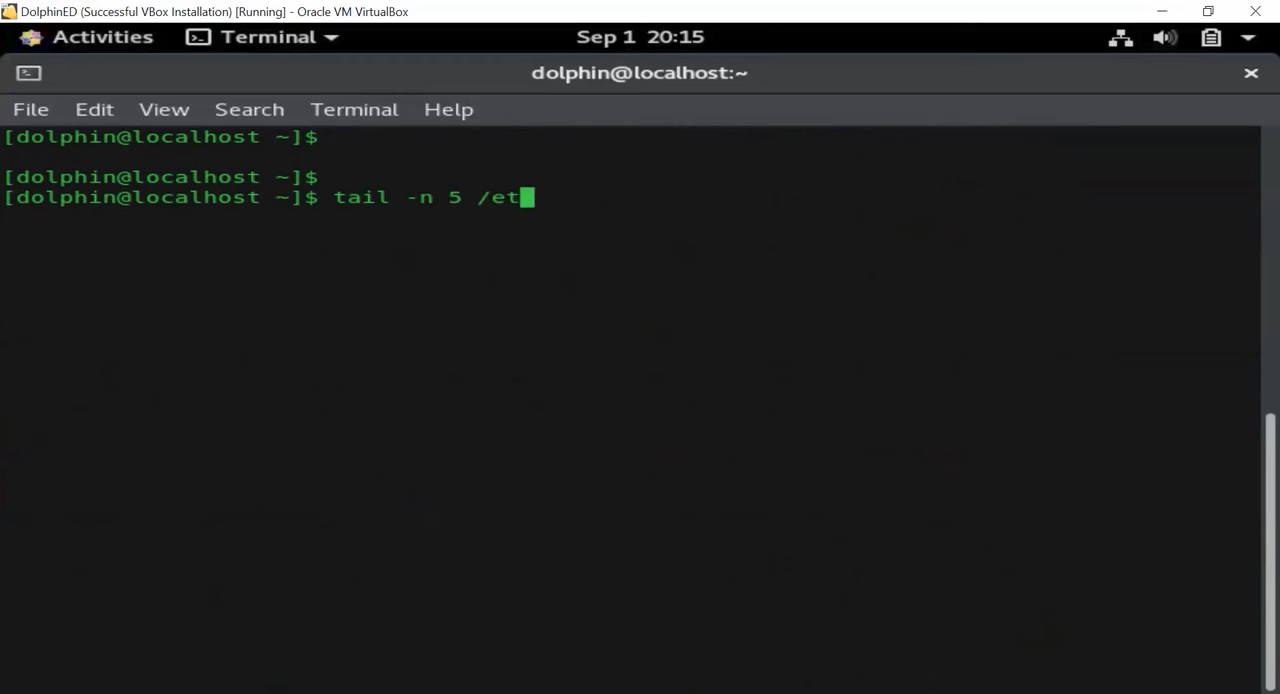 DolphinED (Successful VBox Installation) [Running] - Oracle VM VirtualBox
Activities Terminal Sep 1 20:15
dolphin@localhost:~
File Edit View Search Terminal Help
[dolphin@localhost ~]$
[dolphin@localhost ~]$
[dolphin@localhost ~]$ tail -n 5 /et